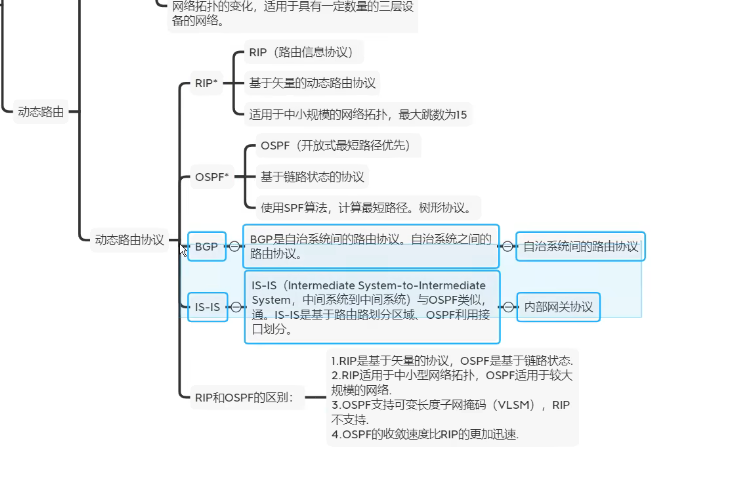 网络拓扑的变化，适用于具有一定数量的三层设
备的网络。
动态路由
动态路由协议
RIP*
RIP（路由信息协议）
基于矢量的动态路由协议
适用于中小规模的网络拓扑，最大跳数为15
OSPF*
OSPF（开放式最短路径优先）
基于链路状态的协议
使用SPF算法，计算最短路径。树形协议。
BGP
BGP是自治系统间的路由协议。自治系统之间的
路由协议。
自治系统间的路由协议
IS-IS
IS-IS（Intermediate System-to-Intermediate
System，中间系统到中间系统）与OSPF类似，
通。IS-IS是基于路由路划分区域、OSPF利用接
口划分。
内部网关协议
RIP和OSPF的区别：
1.RIP是基于矢量的协议，OSPF是基于链路状态.
2.RIP适用于中小型网络拓扑，OSPF适用于较大
规模的网络.
3.OSPF支持可变长度子网掩码（VLSM），RIP
不支持.
4.OSPF的收敛速度比RIP的更加迅速.